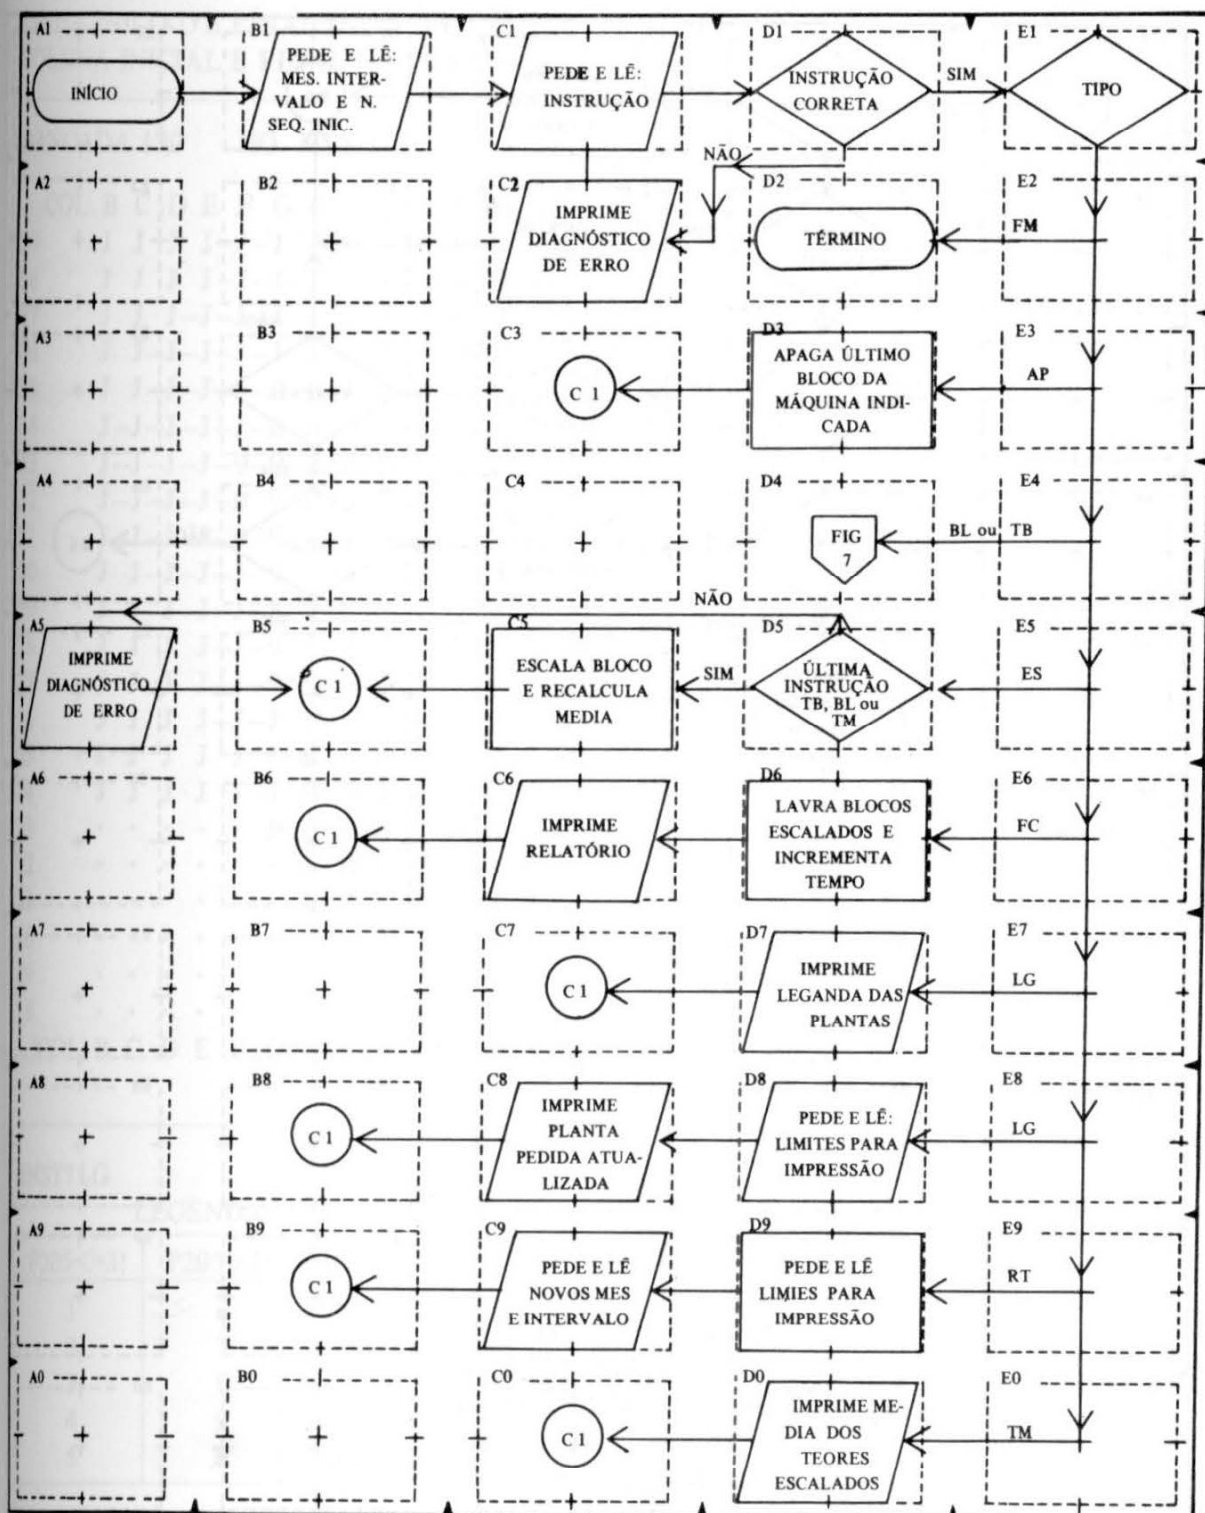 A1
B1
C1
D1
E1
INÍCIO
PEDE E LÊ:
MES. INTER-
VALO E N.
SEQ. INIC.
PEDE E LÊ:
INSTRUÇÃO
INSTRUÇÃO
CORRETA
SIM
TIPO
NÃO
A2
B2
C2
D2
E2
IMPRIME
DIAGNÓSTICO
DE ERRO
TÉRMINO
FM
A3
B3
C3
D3
E3
C 1
APAGA ÚLTIMO
BLOCO DA
MÁQUINA INDI-
CADA
AP
A4
B4
C4
D4
E4
FIG
7
BL ou TB
NÃO
A5
B5
C5
D5
E5
IMPRIME
DIAGNÓSTICO
DE ERRO
C 1
ESCALA BLOCO
E RECALCULA
MEDIA
SIM
ÚLTIMA
INSTRUÇÃO
TB, BL ou
TM
ES
A6
B6
C6
D6
E6
C 1
IMPRIME
RELATÓRIO
LAVRA BLOCOS
ESCALADOS E
INCREMENTA
TEMPO
FC
A7
B7
C7
D7
E7
C 1
IMPRIME
LEGANDA DAS
PLANTAS
LG
A8
B8
C8
D8
E8
C 1
IMPRIME
PLANTA
PEDIDA ATUA-
LIZADA
PEDE E LÊ:
LIMITES PARA
IMPRESSÃO
LG
A9
B9
C9
D9
E9
C 1
PEDE E LÊ
NOVOS MES
E INTERVALO
PEDE E LÊ
LIMIES PARA
IMPRESSÃO
RT
A0
B0
C0
D0
E0
C 1
IMPRIME ME-
DIA DOS
TEORES
ESCALADOS
TM